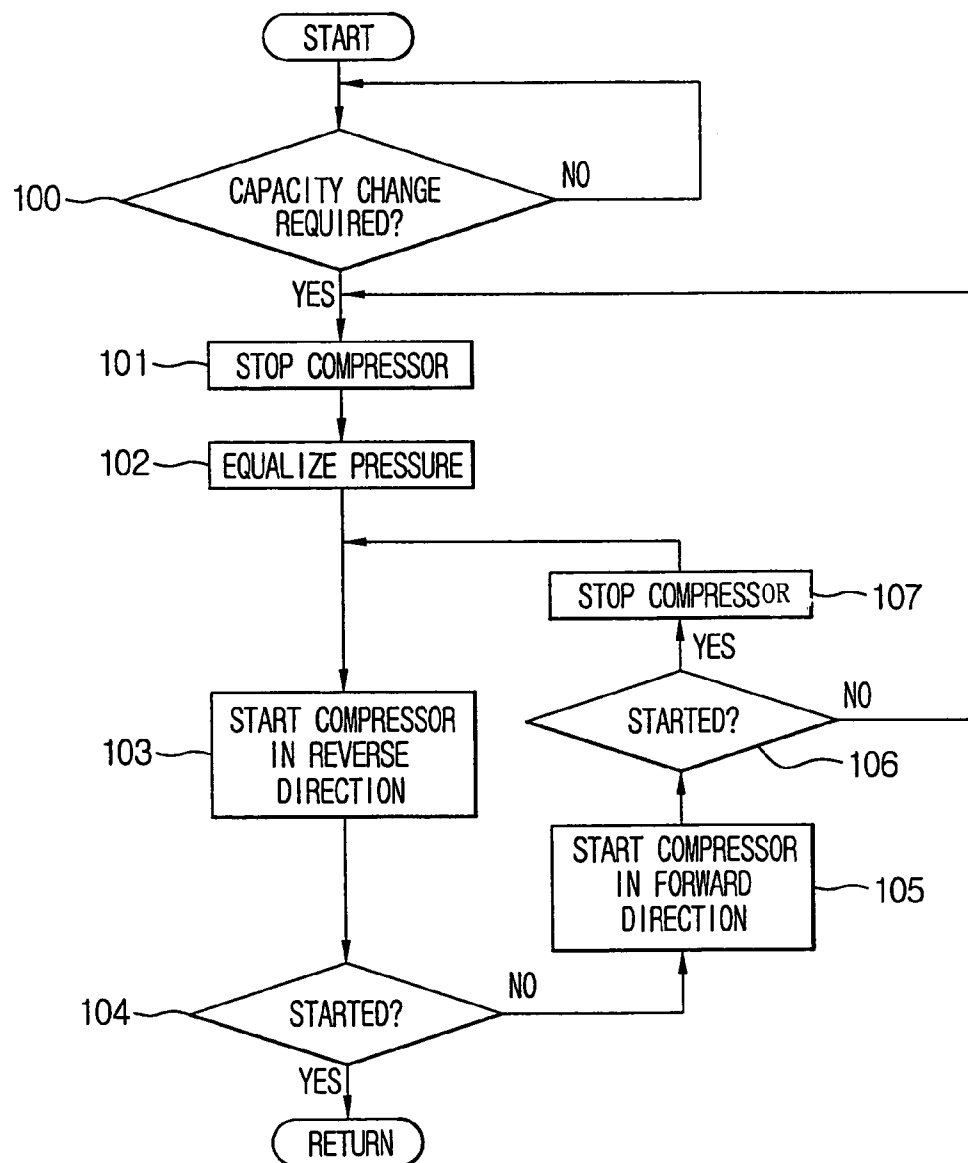 START
100
CAPACITY CHANGE
REQUIRED?
NO
YES
101
STOP COMPRESSOR
102
EQUALIZE PRESSURE
STOP COMPRESSOR
107
YES
103
START COMPRESSOR
IN REVERSE
DIRECTION
STARTED?
NO
106
START COMPRESSOR
IN FORWARD
DIRECTION
105
104
STARTED?
NO
YES
RETURN